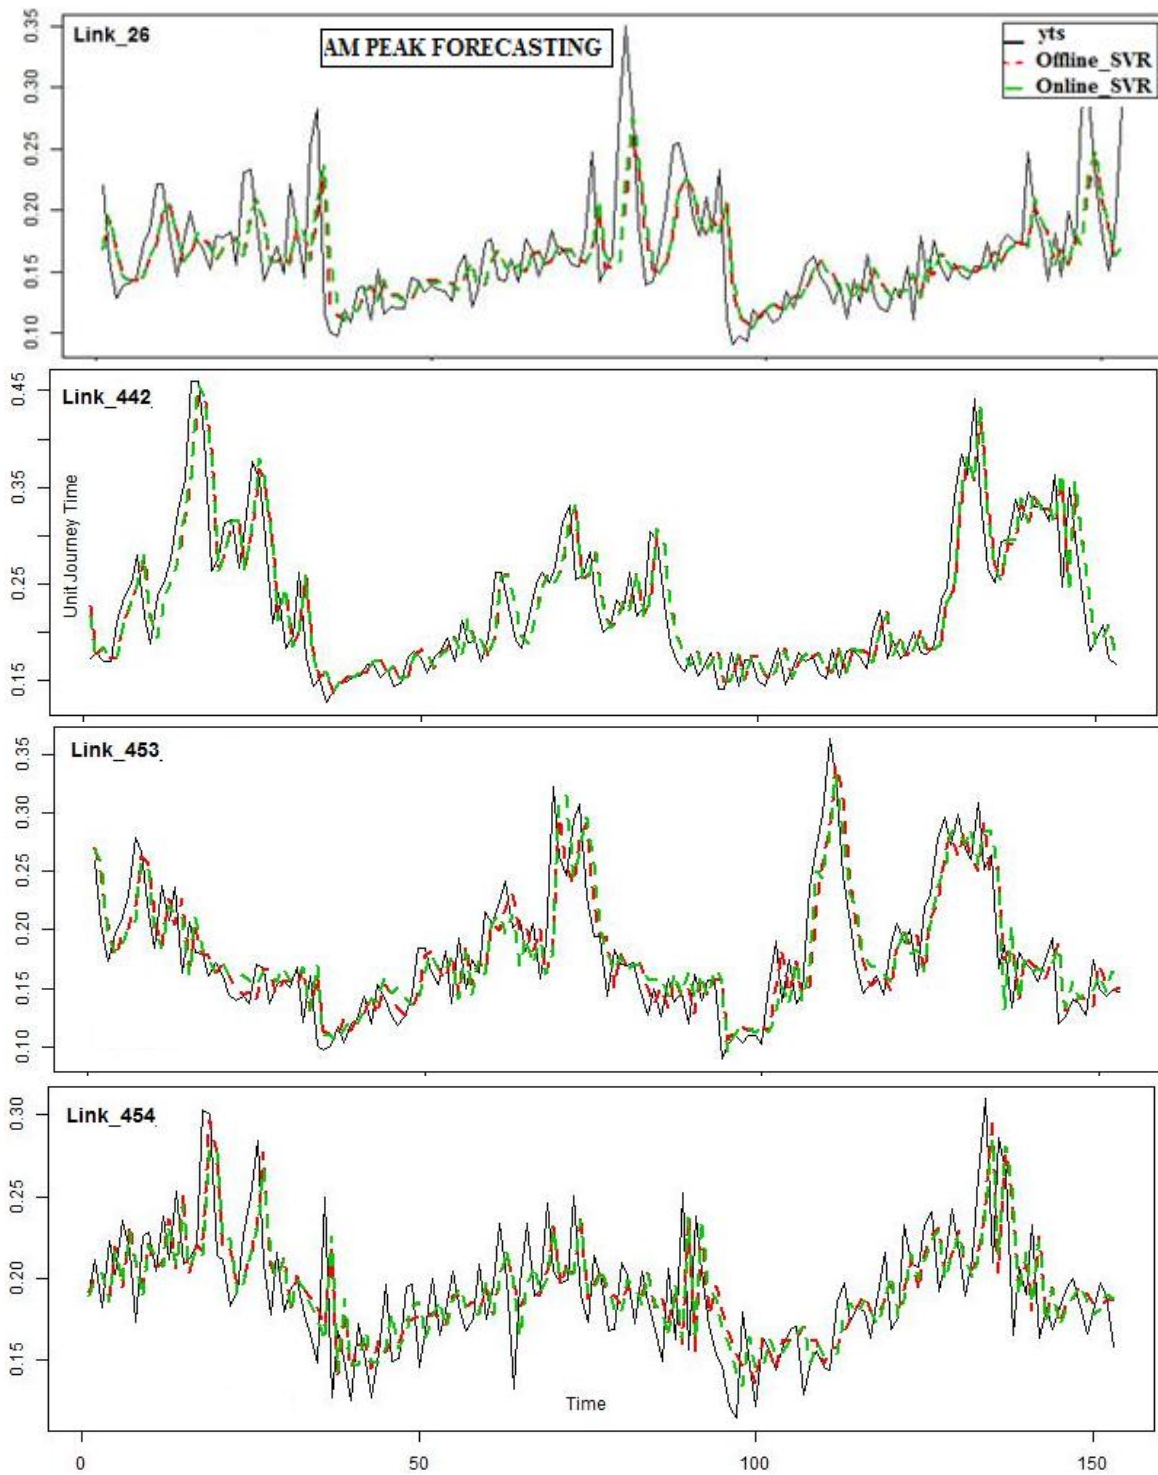 Link_26
AM PEAK FORECASTING
yts
Offline_SVR
Online_SVR
0.35
0.30
0.25
0.20
0.15
0.10
Link_442
Unit Journey Time
0.45
0.35
0.25
0.15
Link_453
0.35
0.30
0.25
0.20
0.15
0.10
Link_454
0.30
0.25
0.20
0.15
Time
0 50 100 150